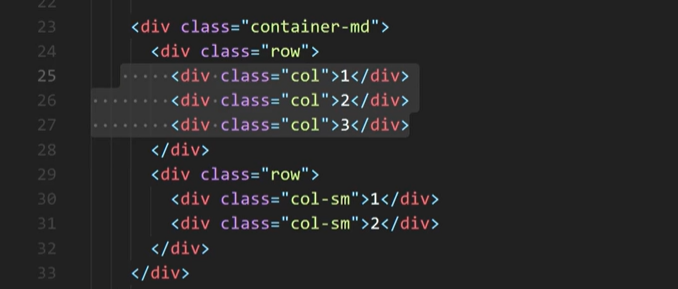 22
23 <div class="container-md">
24 <div class="row">
25 <div class="col">1</div>
26 <div class="col">2</div>
27 <div class="col">3</div>
28 </div>
29 <div class="row">
30 <div class="col-sm">1</div>
31 <div class="col-sm">2</div>
32 </div>
33 </div>